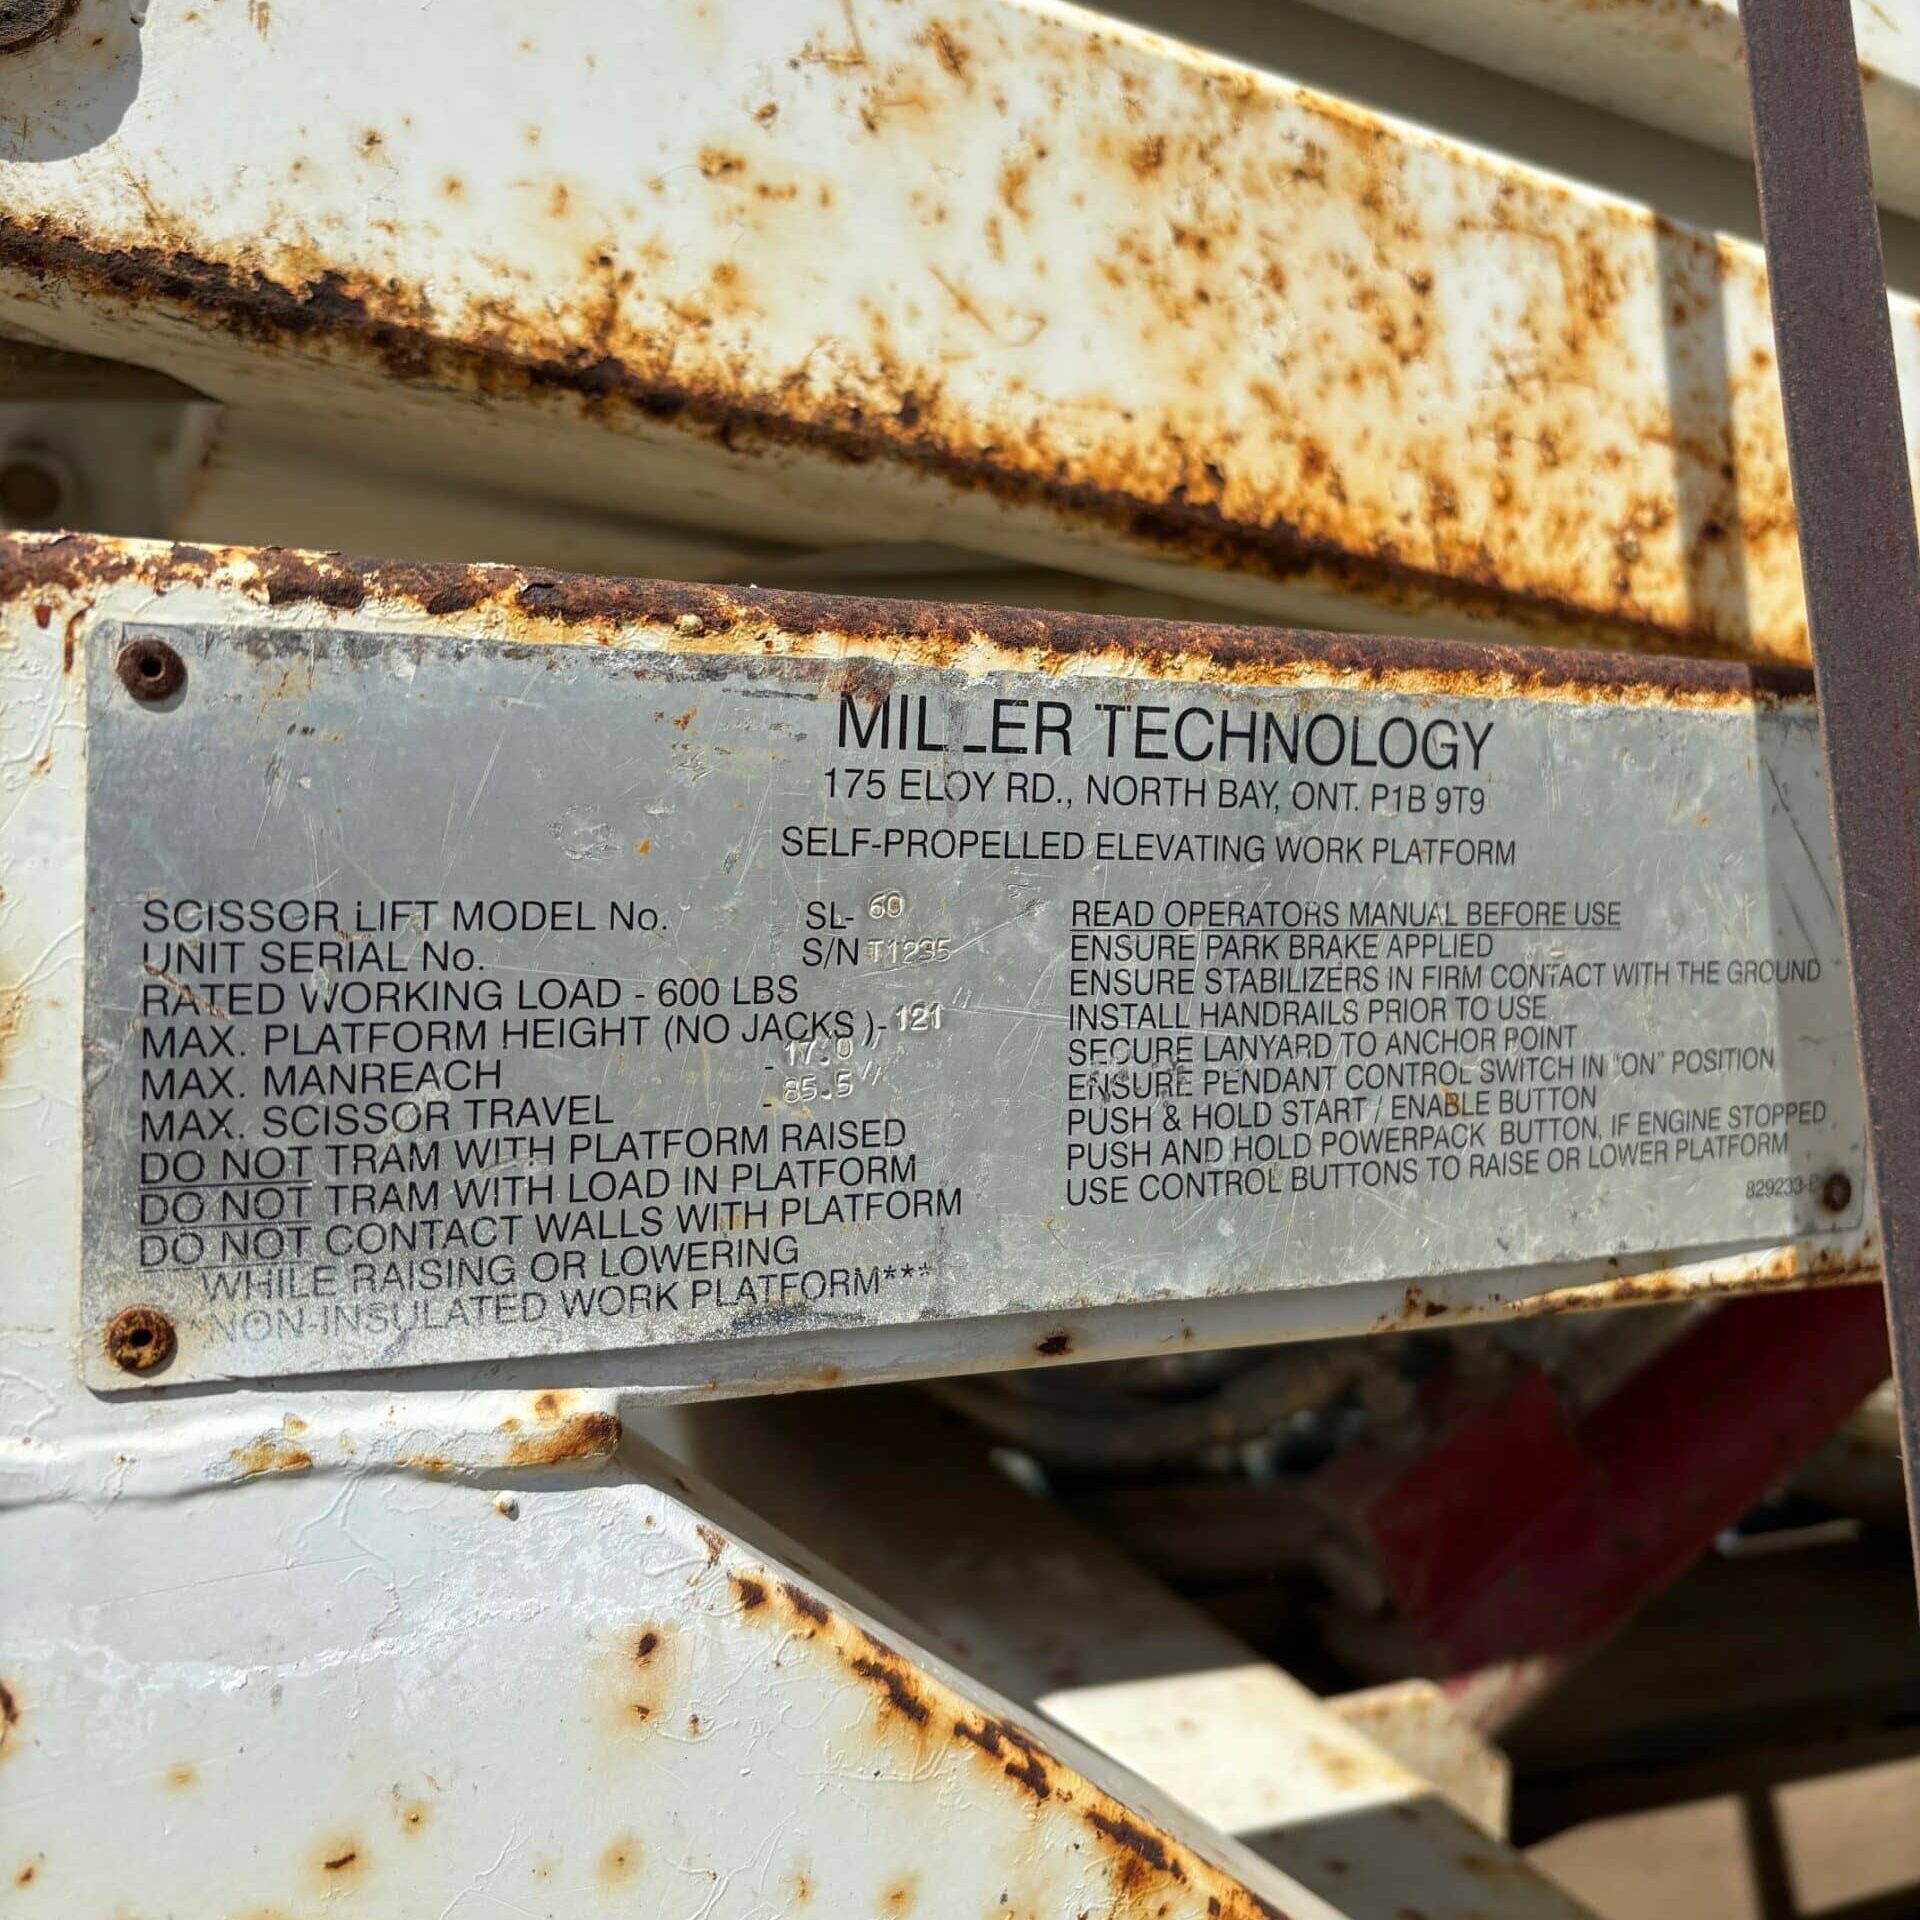 MILLER TECHNOLOGY
175 ELOY RD., NORTH BAY, ONT. P1B 9T9
SELF-PROPELLED ELEVATING WORK PLATFORM
SCISSOR LIFT MODEL No. SL- 60
UNIT SERIAL No. S/N T1295
RATED WORKING LOAD - 600 LBS
MAX. PLATFORM HEIGHT (NO JACKS )- 121"
MAX. MANREACH - 17.0
MAX. SCISSOR TRAVEL - 85.5"
DO NOT TRAM WITH PLATFORM RAISED
DO NOT TRAM WITH LOAD IN PLATFORM
DO NOT CONTACT WALLS WITH PLATFORM
WHILE RAISING OR LOWERING
*NON-INSULATED WORK PLATFORM***
READ OPERATORS MANUAL BEFORE USE
ENSURE PARK BRAKE APPLIED
ENSURE STABILIZERS IN FIRM CONTACT WITH THE GROUND
INSTALL HANDRAILS PRIOR TO USE
SECURE LANYARD TO ANCHOR POINT
ENSURE PENDANT CONTROL SWITCH IN "ON" POSITION
PUSH & HOLD START / ENABLE BUTTON
PUSH AND HOLD POWERPACK BUTTON, IF ENGINE STOPPED
USE CONTROL BUTTONS TO RAISE OR LOWER PLATFORM